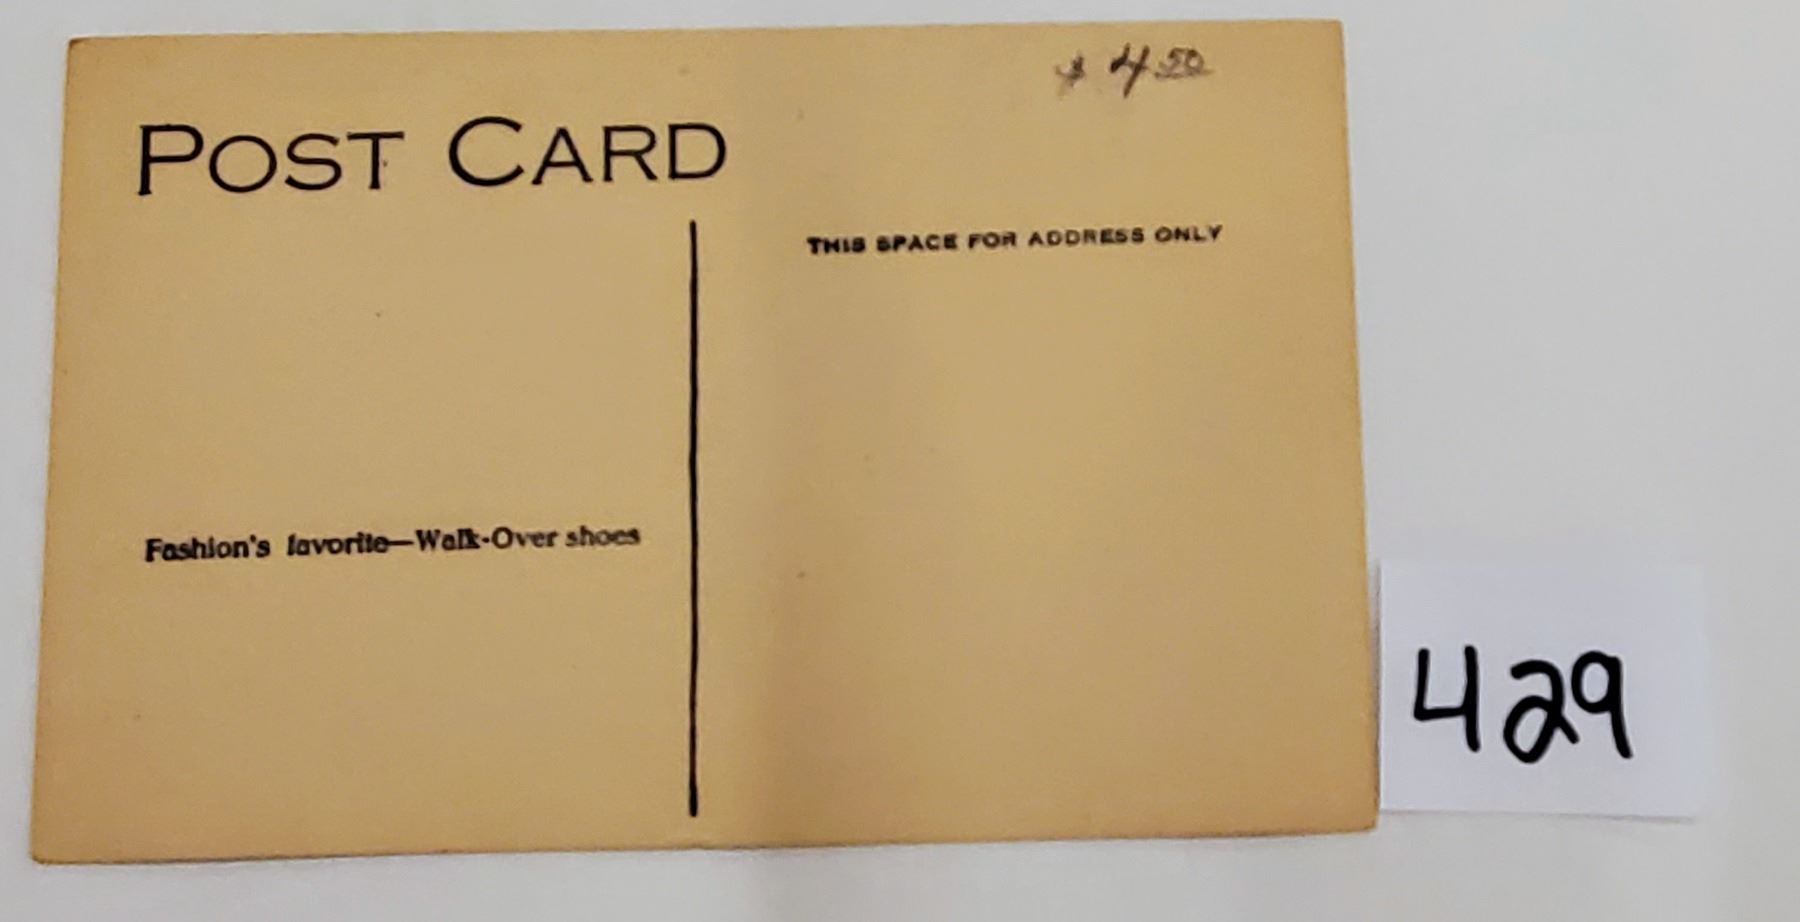 $ 4.50
POST CARD
THIS SPACE FOR ADDRESS ONLY
Fashion's favorite—Walk-Over shoes
429